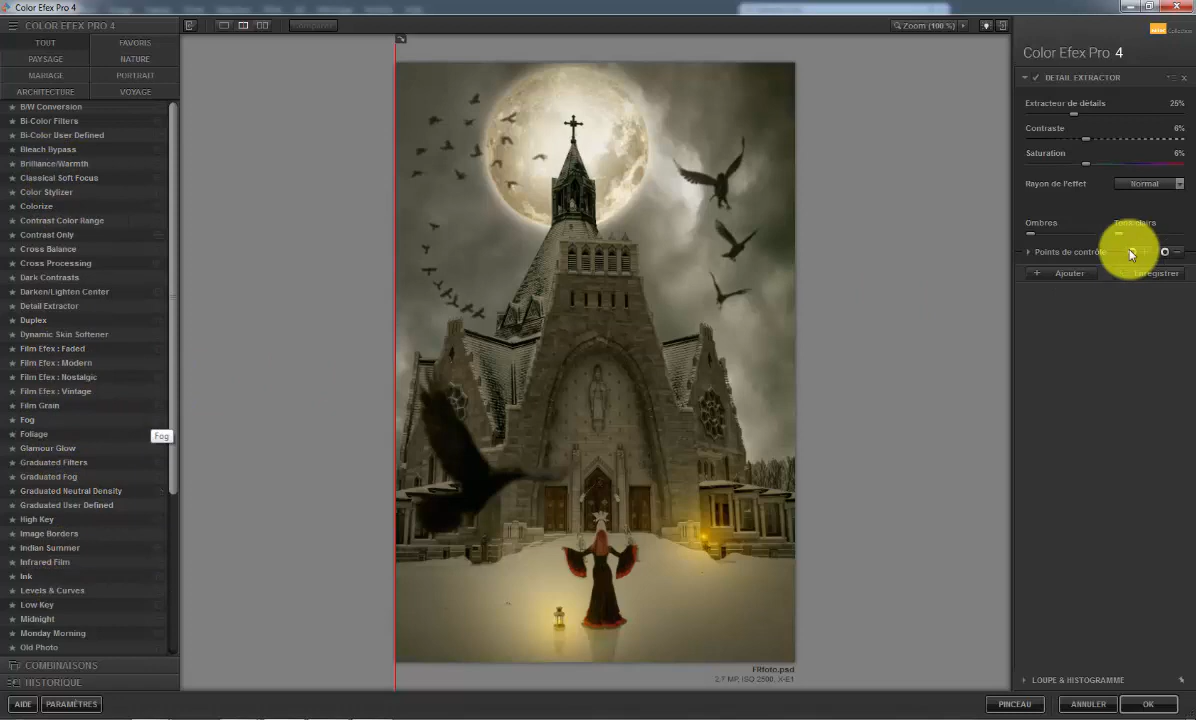 Color Efex Pro 4
COLOR EFEX PRO 4
TOUT
FAVORIS
PAYSAGE
NATURE
MARIAGE
PORTRAIT
ARCHITECTURE
VOYAGE
B/W Conversion
Bi-Color Filters
Bi-Color User Defined
Bleach Bypass
Brilliance/Warmth
Classical Soft Focus
Color Stylizer
Colorize
Contrast Color Range
Contrast Only
Cross Balance
Cross Processing
Dark Contrasts
Darken/Lighten Center
Detail Extractor
Duplex
Dynamic Skin Softener
Film Efex : Faded
Film Efex : Modern
Film Efex : Nostalgic
Film Efex : Vintage
Film Grain
Fog
Foliage
Fog
Glamour Glow
Graduated Filters
Graduated Fog
Graduated Neutral Density
Graduated User Defined
High Key
Image Borders
Indian Summer
Infrared Film
Ink
Levels & Curves
Low Key
Midnight
Monday Morning
Old Photo
COMBINAISONS
HISTORIQUE
AIDE
PARAMÈTRES
Zoom (100 %)
FRfoto.psd
2,7 MP, ISO 2500, X-E1
Collection
Color Efex Pro 4
DETAIL EXTRACTOR
Extracteur de détails 25%
Contraste 6%
Saturation 6%
Rayon de l'effet Normal
Ombres Tons clairs
Points de contrôle
Ajouter
Enregistrer
LOUPE & HISTOGRAMME
PINCEAU
ANNULER
OK